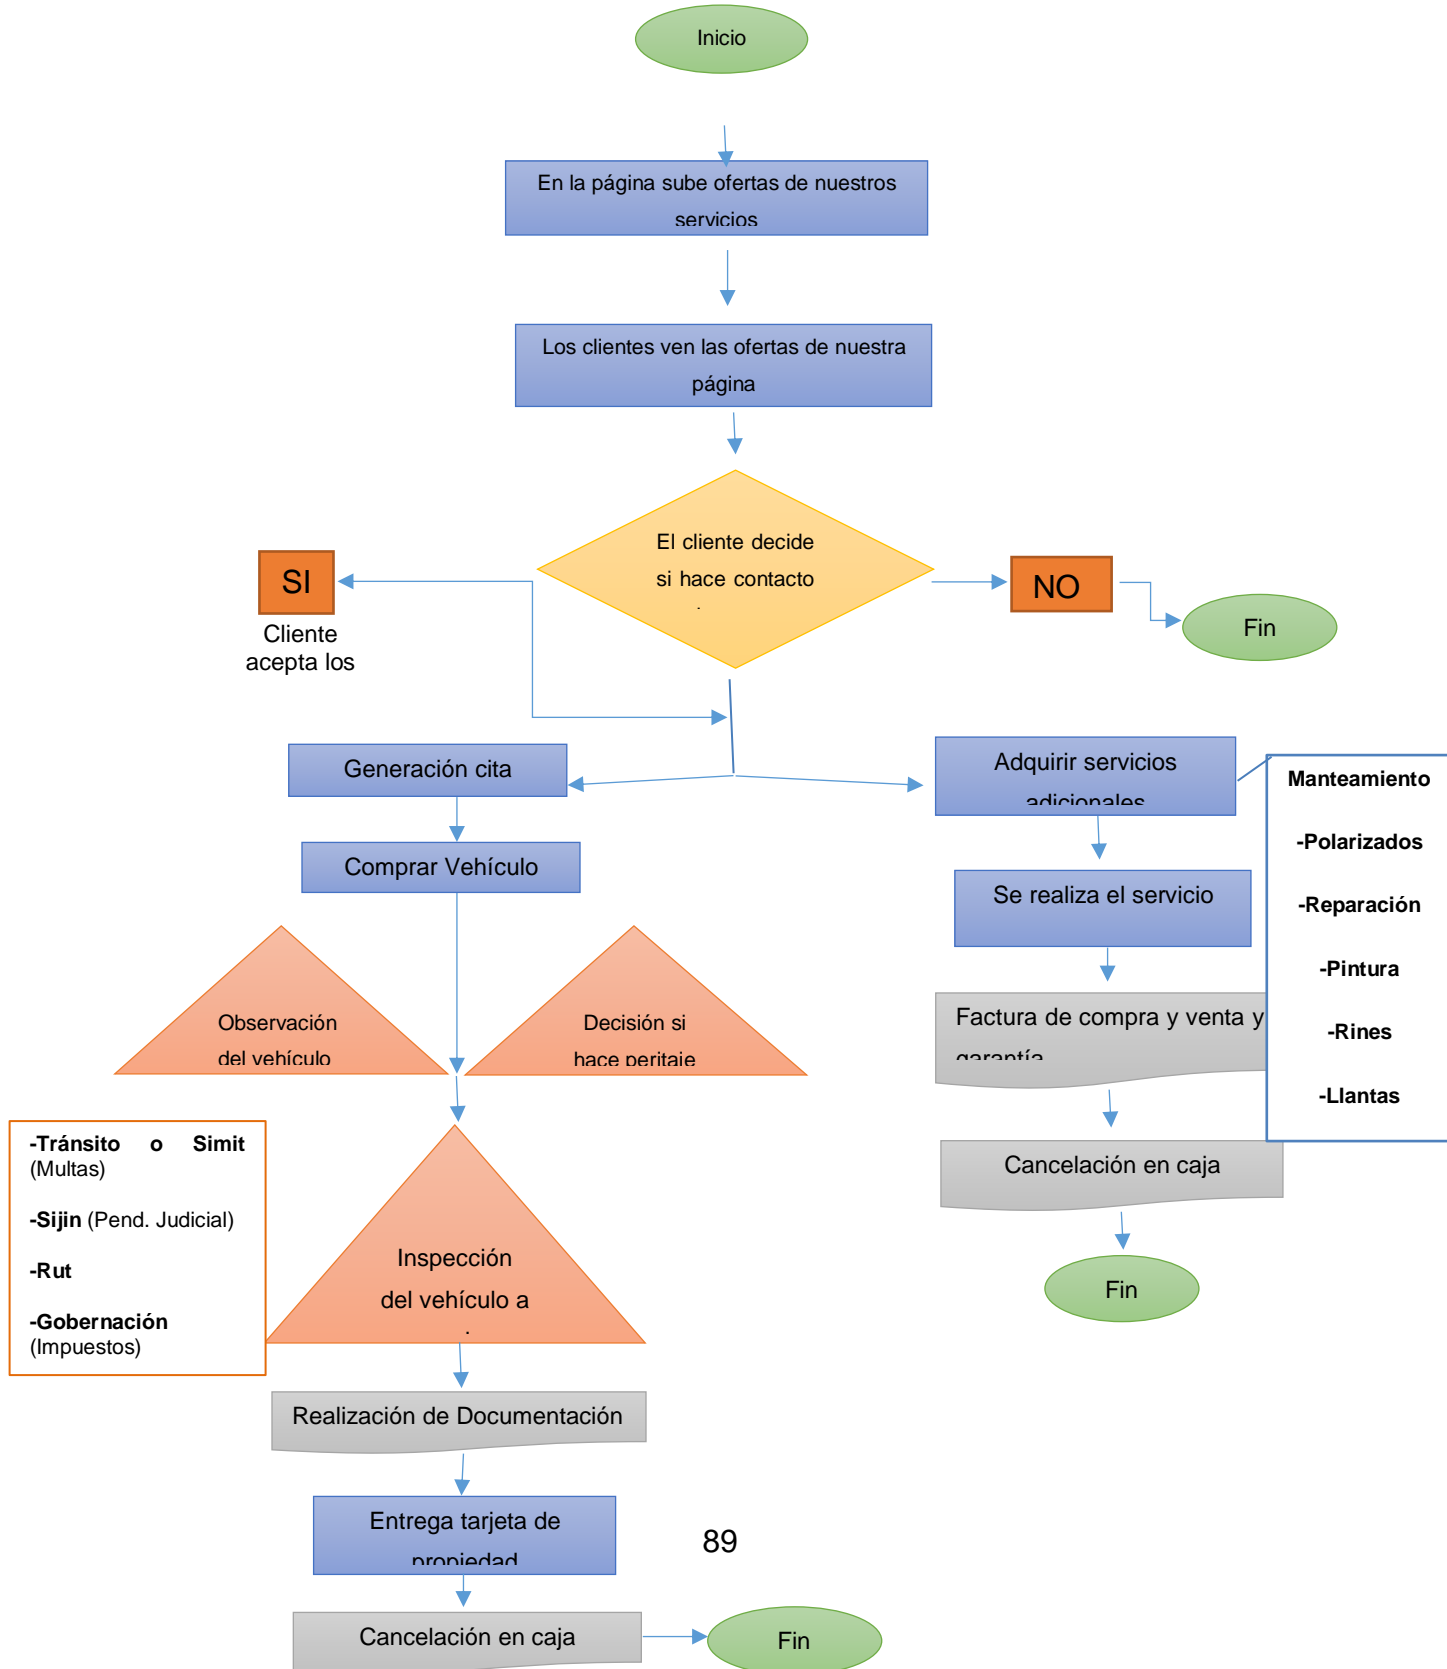 Inicio
En la página sube ofertas de nuestros
servicios
Los clientes ven las ofertas de nuestra
página
El cliente decide
si hace contacto
SI
Cliente
acepta los
NO
Fin
Generación cita
Comprar Vehículo
Observación
del vehículo
Decisión si
hace peritaje
Adquirir servicios
adicionales
Manteamiento
-Polarizados
-Reparación
-Pintura
-Rines
-Llantas
Se realiza el servicio
Factura de compra y venta y
garantía
Cancelación en caja
Fin
-Tránsito o Simit
(Multas)
-Sijin (Pend. Judicial)
-Rut
-Gobernación
(Impuestos)
Inspección
del vehículo a
Realización de Documentación
Entrega tarjeta de
propiedad
Cancelación en caja
Fin
89